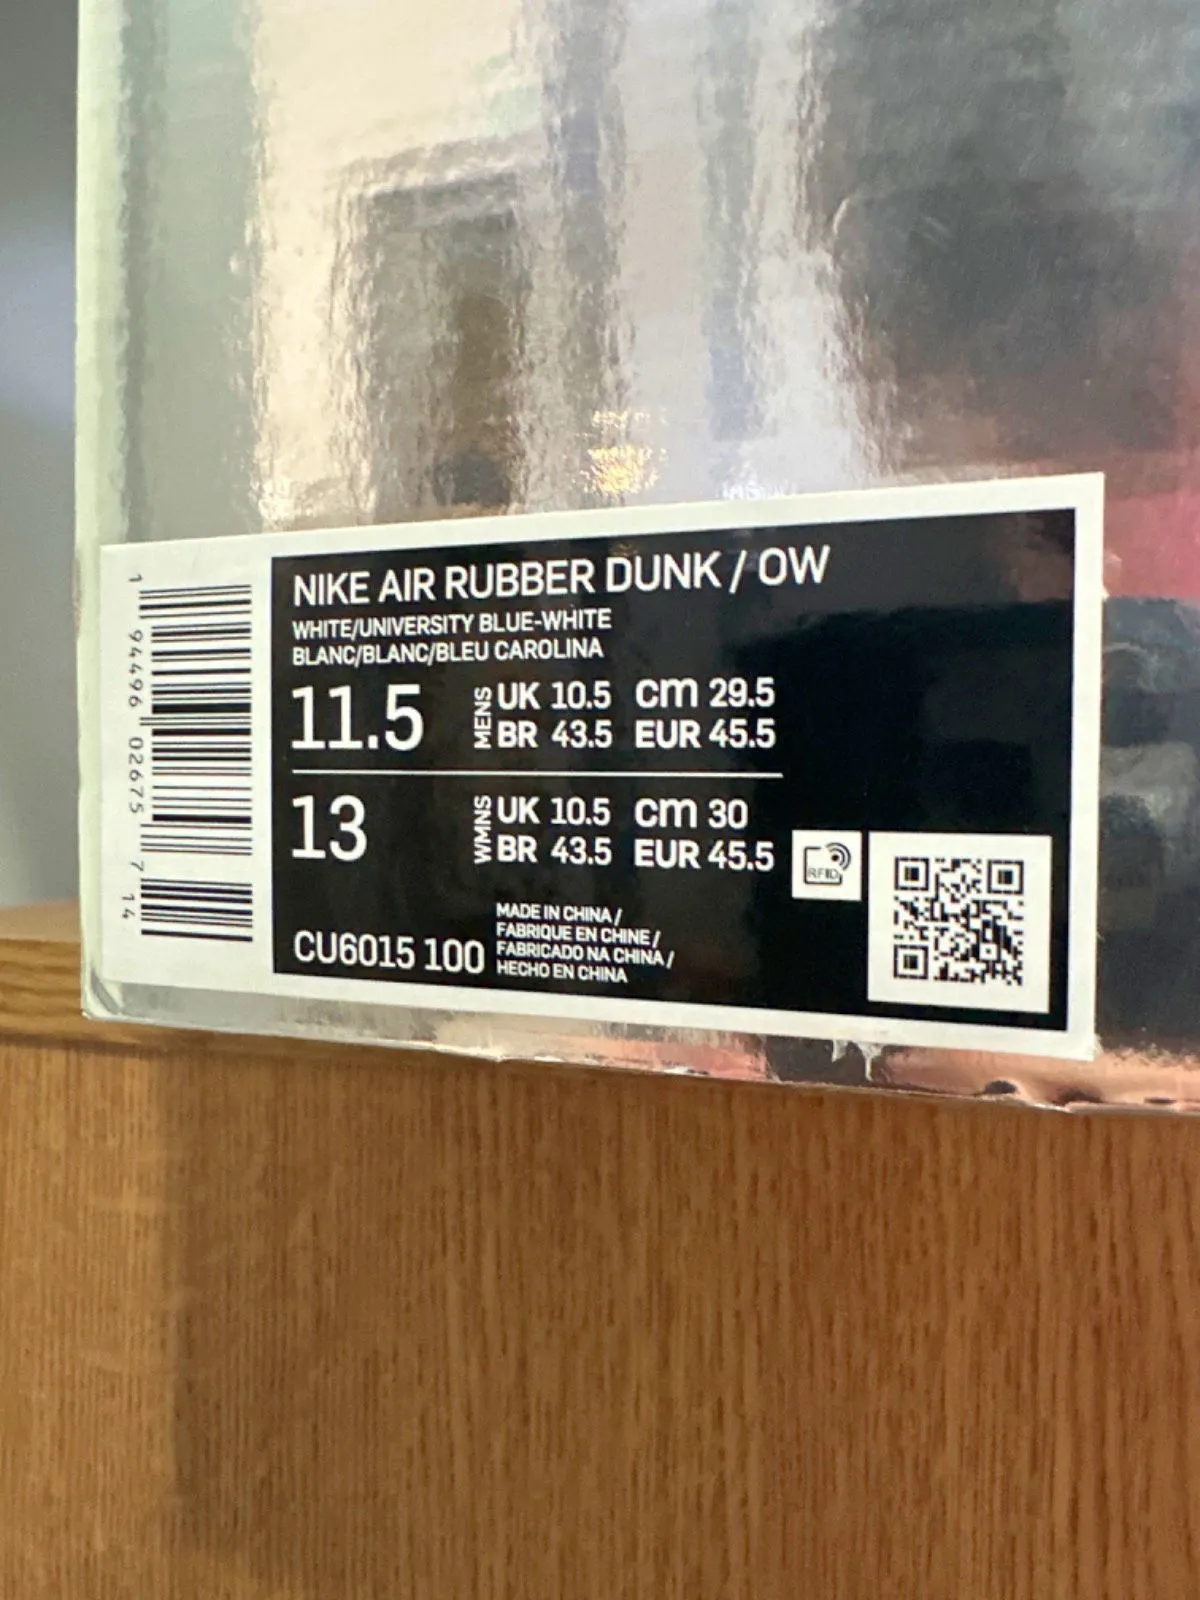 NIKE AIR RUBBER DUNK / OW
WHITE/UNIVERSITY BLUE-WHITE
BLANC/BLANC/BLEU CAROLINA
11.5 MENS UK 10.5 cm 29.5
BR 43.5 EUR 45.5
13 WMNS UK 10.5 cm 30
BR 43.5 EUR 45.5
RFID
CU6015 100
MADE IN CHINA /
FABRIQUE EN CHINE /
FABRICADO NA CHINA /
HECHO EN CHINA
1 94496 02675 7 14